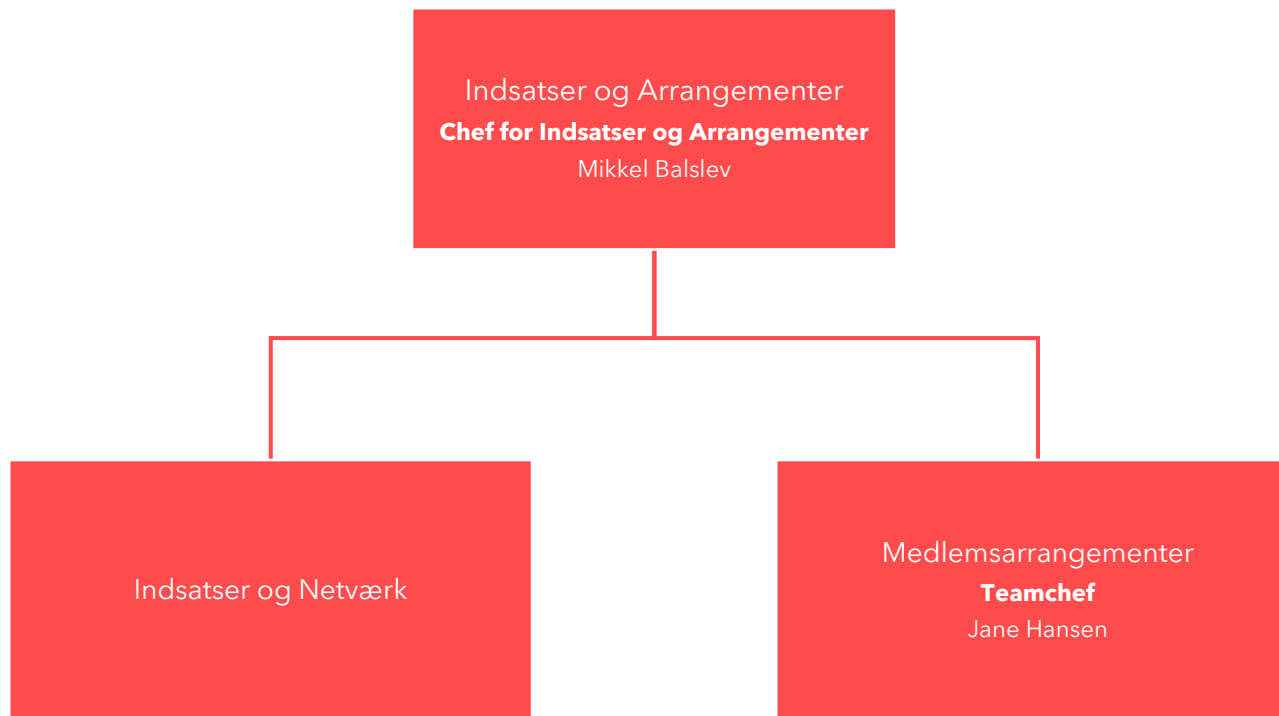 Indsatser og Arrangementer
Chef for Indsatser og Arrangementer
Mikkel Balslev
Indsatser og Netværk
Medlemsarrangementer
Teamchef
Jane Hansen